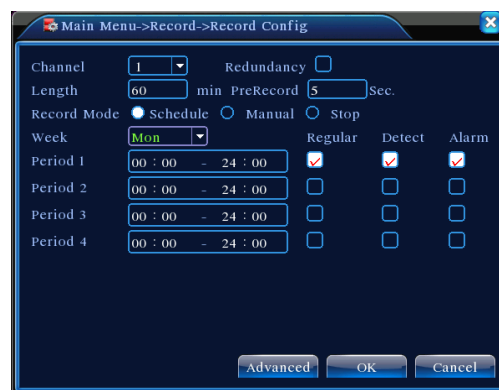 Main Menu->Record->Record Config
Channel 1 Redundancy
Length 60 min PreRecord 5 Sec.
Record Mode Schedule Manual Stop
Week Mon Regular Detect Alarm
Period 1 00 : 00 - 24 : 00
Period 2 00 : 00 - 24 : 00
Period 3 00 : 00 - 24 : 00
Period 4 00 : 00 - 24 : 00
Advanced OK Cancel